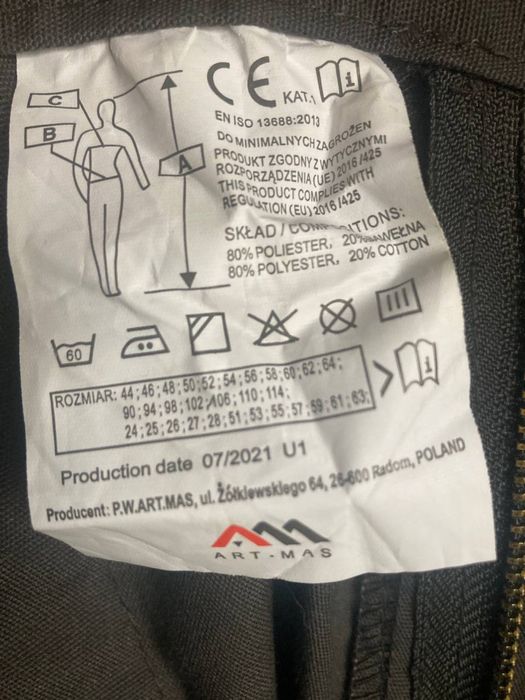 C
B
A
CE KAT.1 i
EN ISO 13688:2013
DO MINIMALNYCH ZAGROŻEN
PRODUKT ZGODNY Z WYTYCZNYMI
ROZPORZĄDZENIA (UE) 2016/425
THIS PRODUCT COMPLIES WITH
REGULATION (EU) 2016/425
SKŁAD /
80% POLIESTER, 20%
80% POLYESTER, 20% COTTON
60
ROZMIAR: 44;46;48;50;52;54;56;58;60;62;64;
90;94;98;102;106;110;114;
24;25;26;27;28;51;53;55;57;59;61;63;
> i
Production date 07/2021 U1
Producent: P.W.ART.MAS, ul. Żółkiewskiego 64, 26-600 Radom, POLAND
ART-MAS